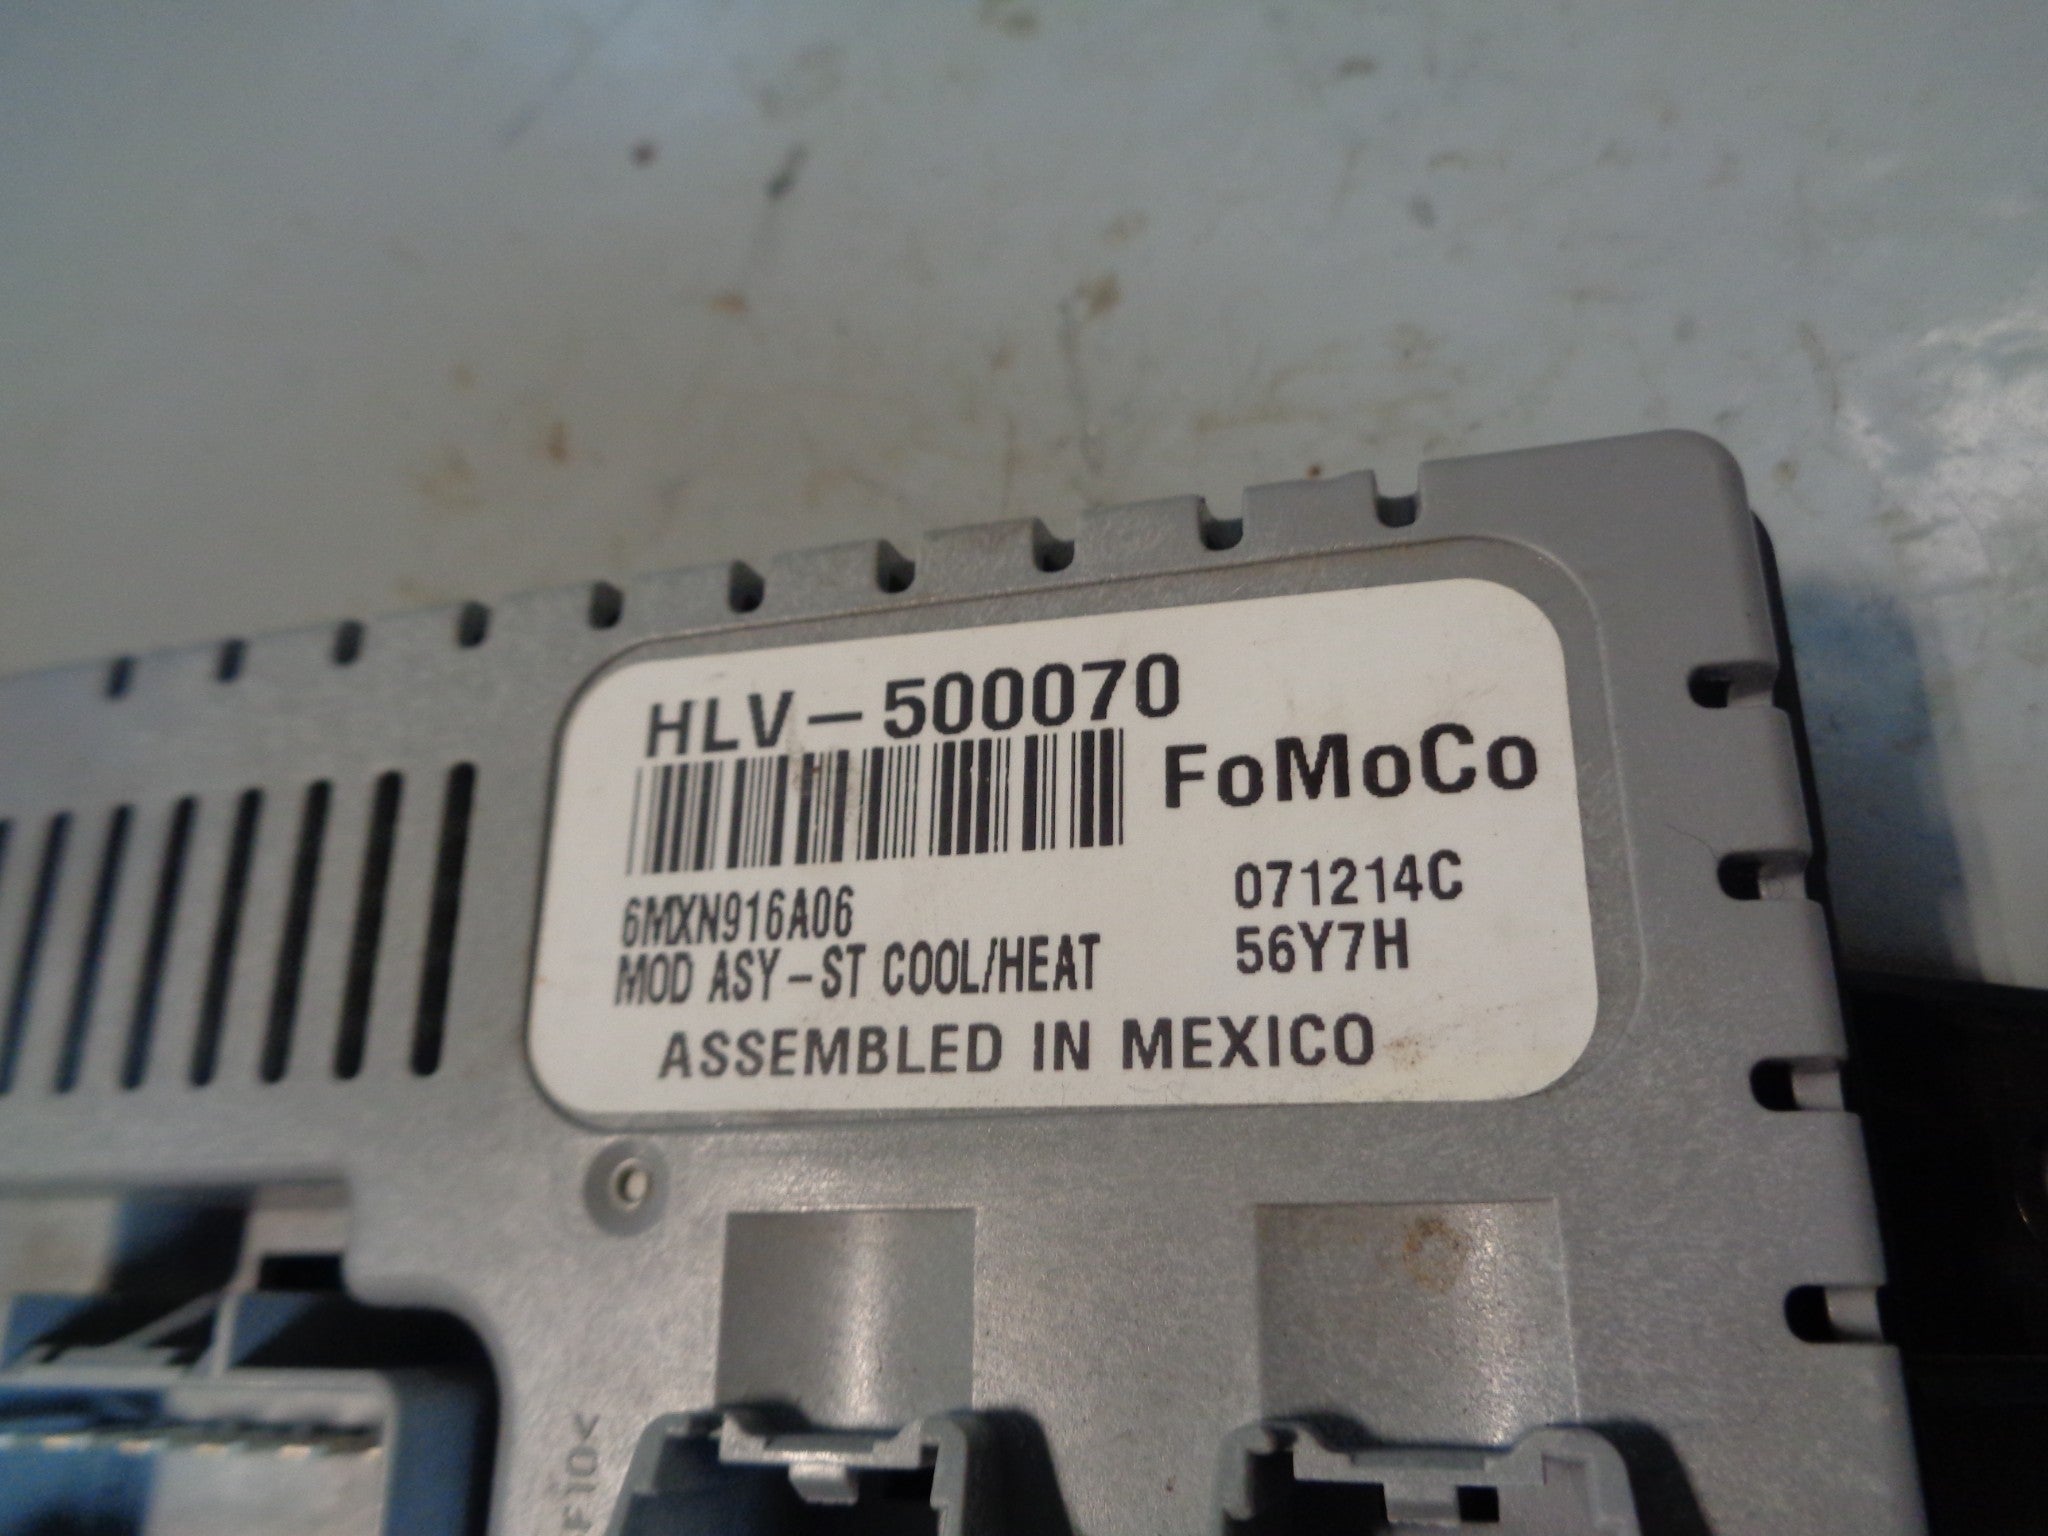 HLV-500070
FoMoCo
6MXN916A06
071214C
MOD ASY-ST COOL/HEAT
56Y7H
ASSEMBLED IN MEXICO